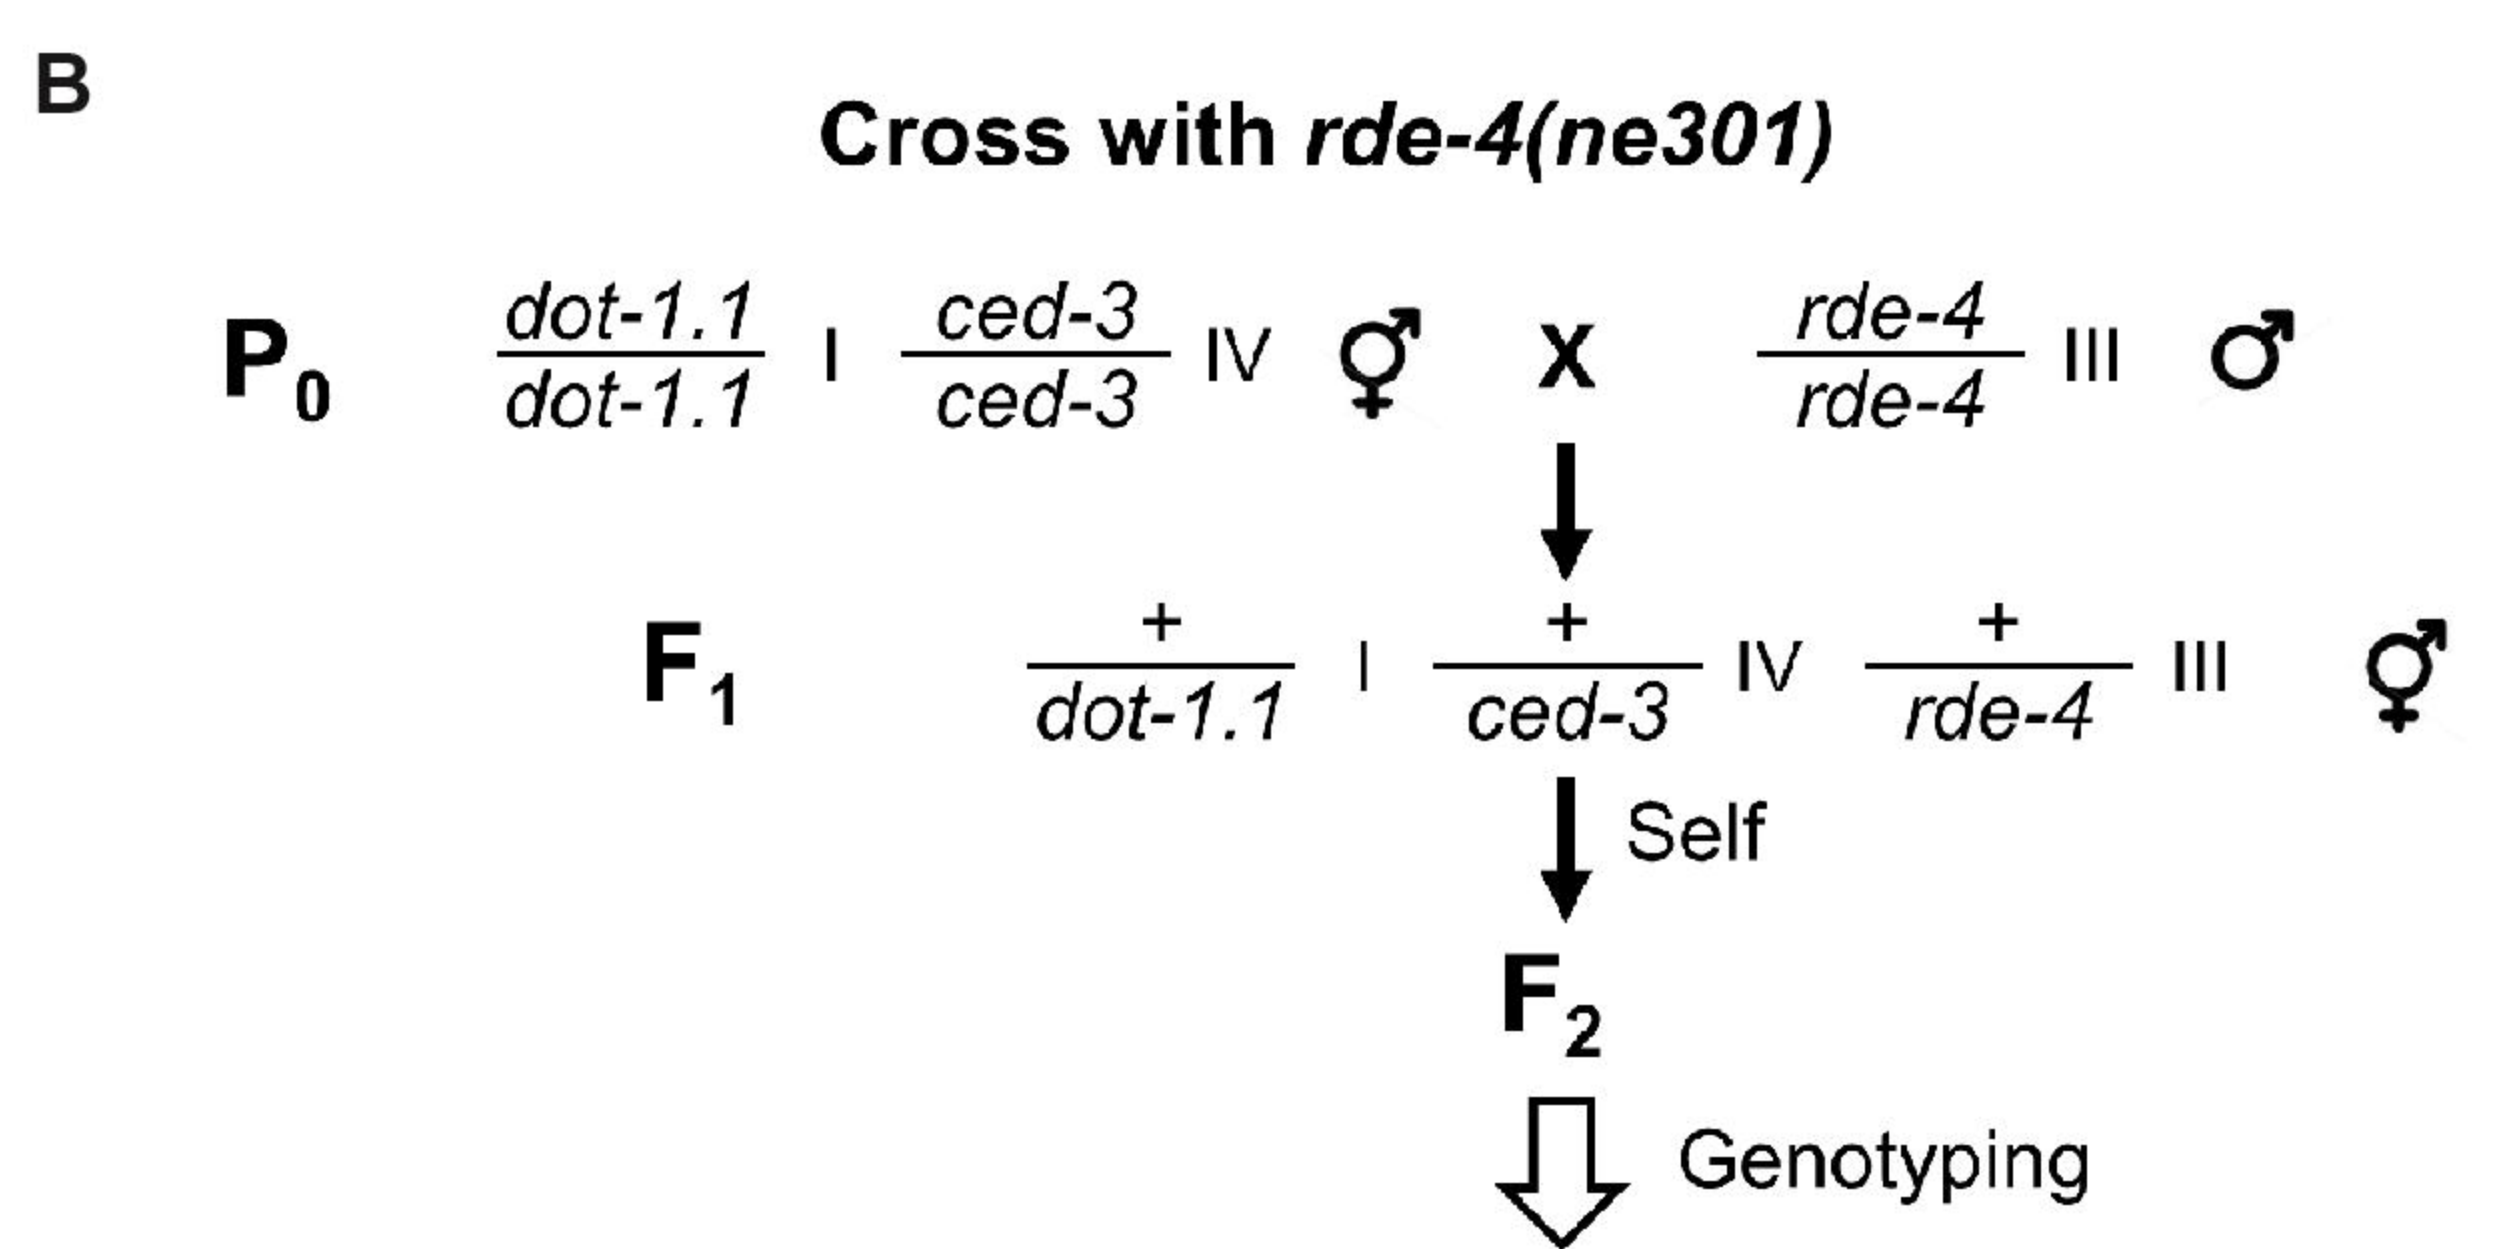 B
Cross with rde-4(ne301)
P0 dot-1.1 I ced-3 IV ⚥ X rde-4 III ♂
dot-1.1 ced-3 rde-4
F1 + I + IV + III ⚥
dot-1.1 ced-3 rde-4
Self
F2
Genotyping